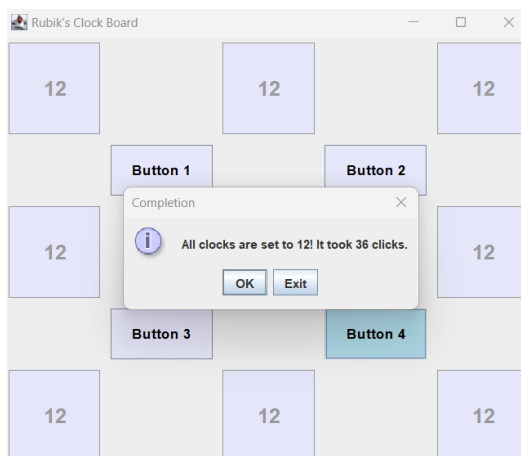 Rubik's Clock Board
12 12 12
Button 1 Button 2
Completion
12 12
All clocks are set to 12! It took 36 clicks.
OK Exit
Button 3 Button 4
12 12 12